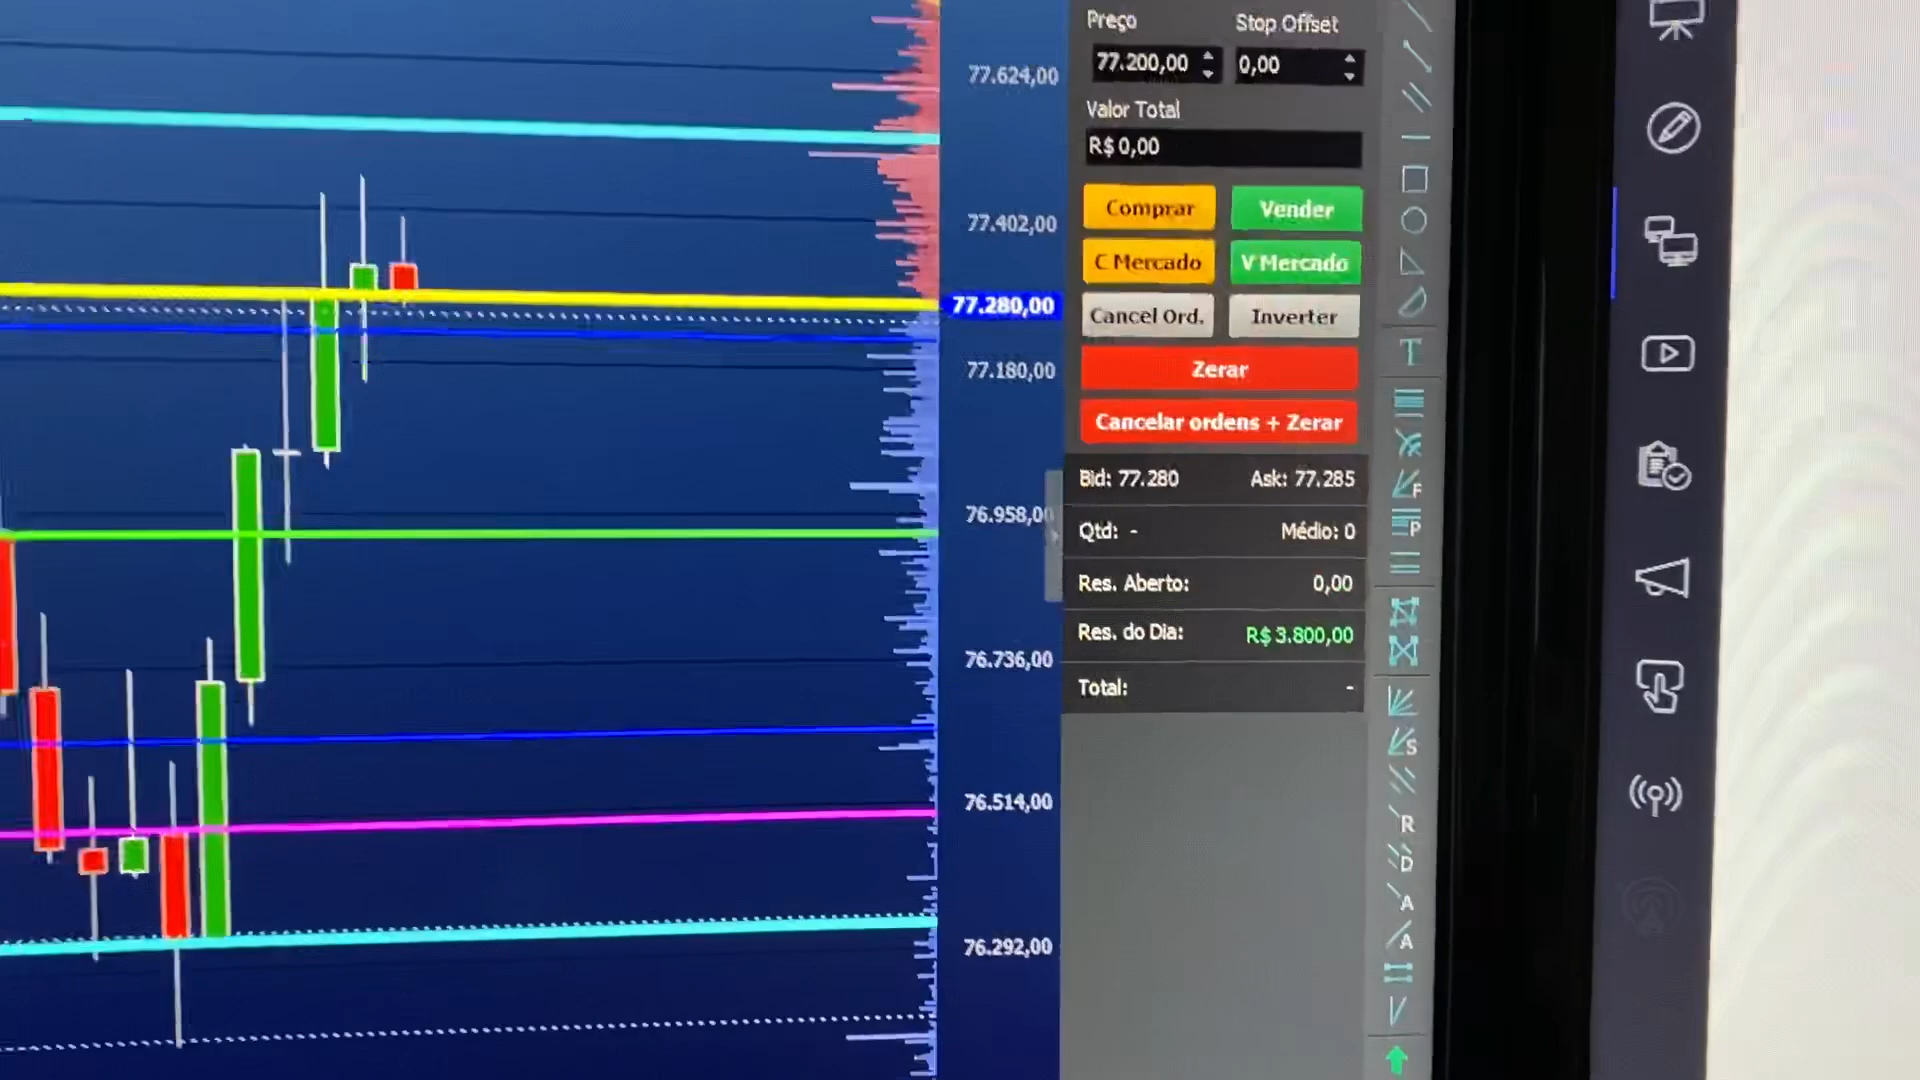 Preço Stop Offset
77.200,00 0,00
Valor Total
R$ 0,00
Comprar Vender
C Mercado V Mercado
Cancel Ord. Inverter
Zerar
Cancelar ordens + Zerar
Bid: 77.280 Ask: 77.285
Qtd: - Médio: 0
Res. Aberto: 0,00
Res. do Dia: R$ 3.800,00
Total: -
77.624,00
77.402,00
77.280,00
77.180,00
76.958,00
76.736,00
76.514,00
76.292,00
T
F
P
S
R
D
A
A